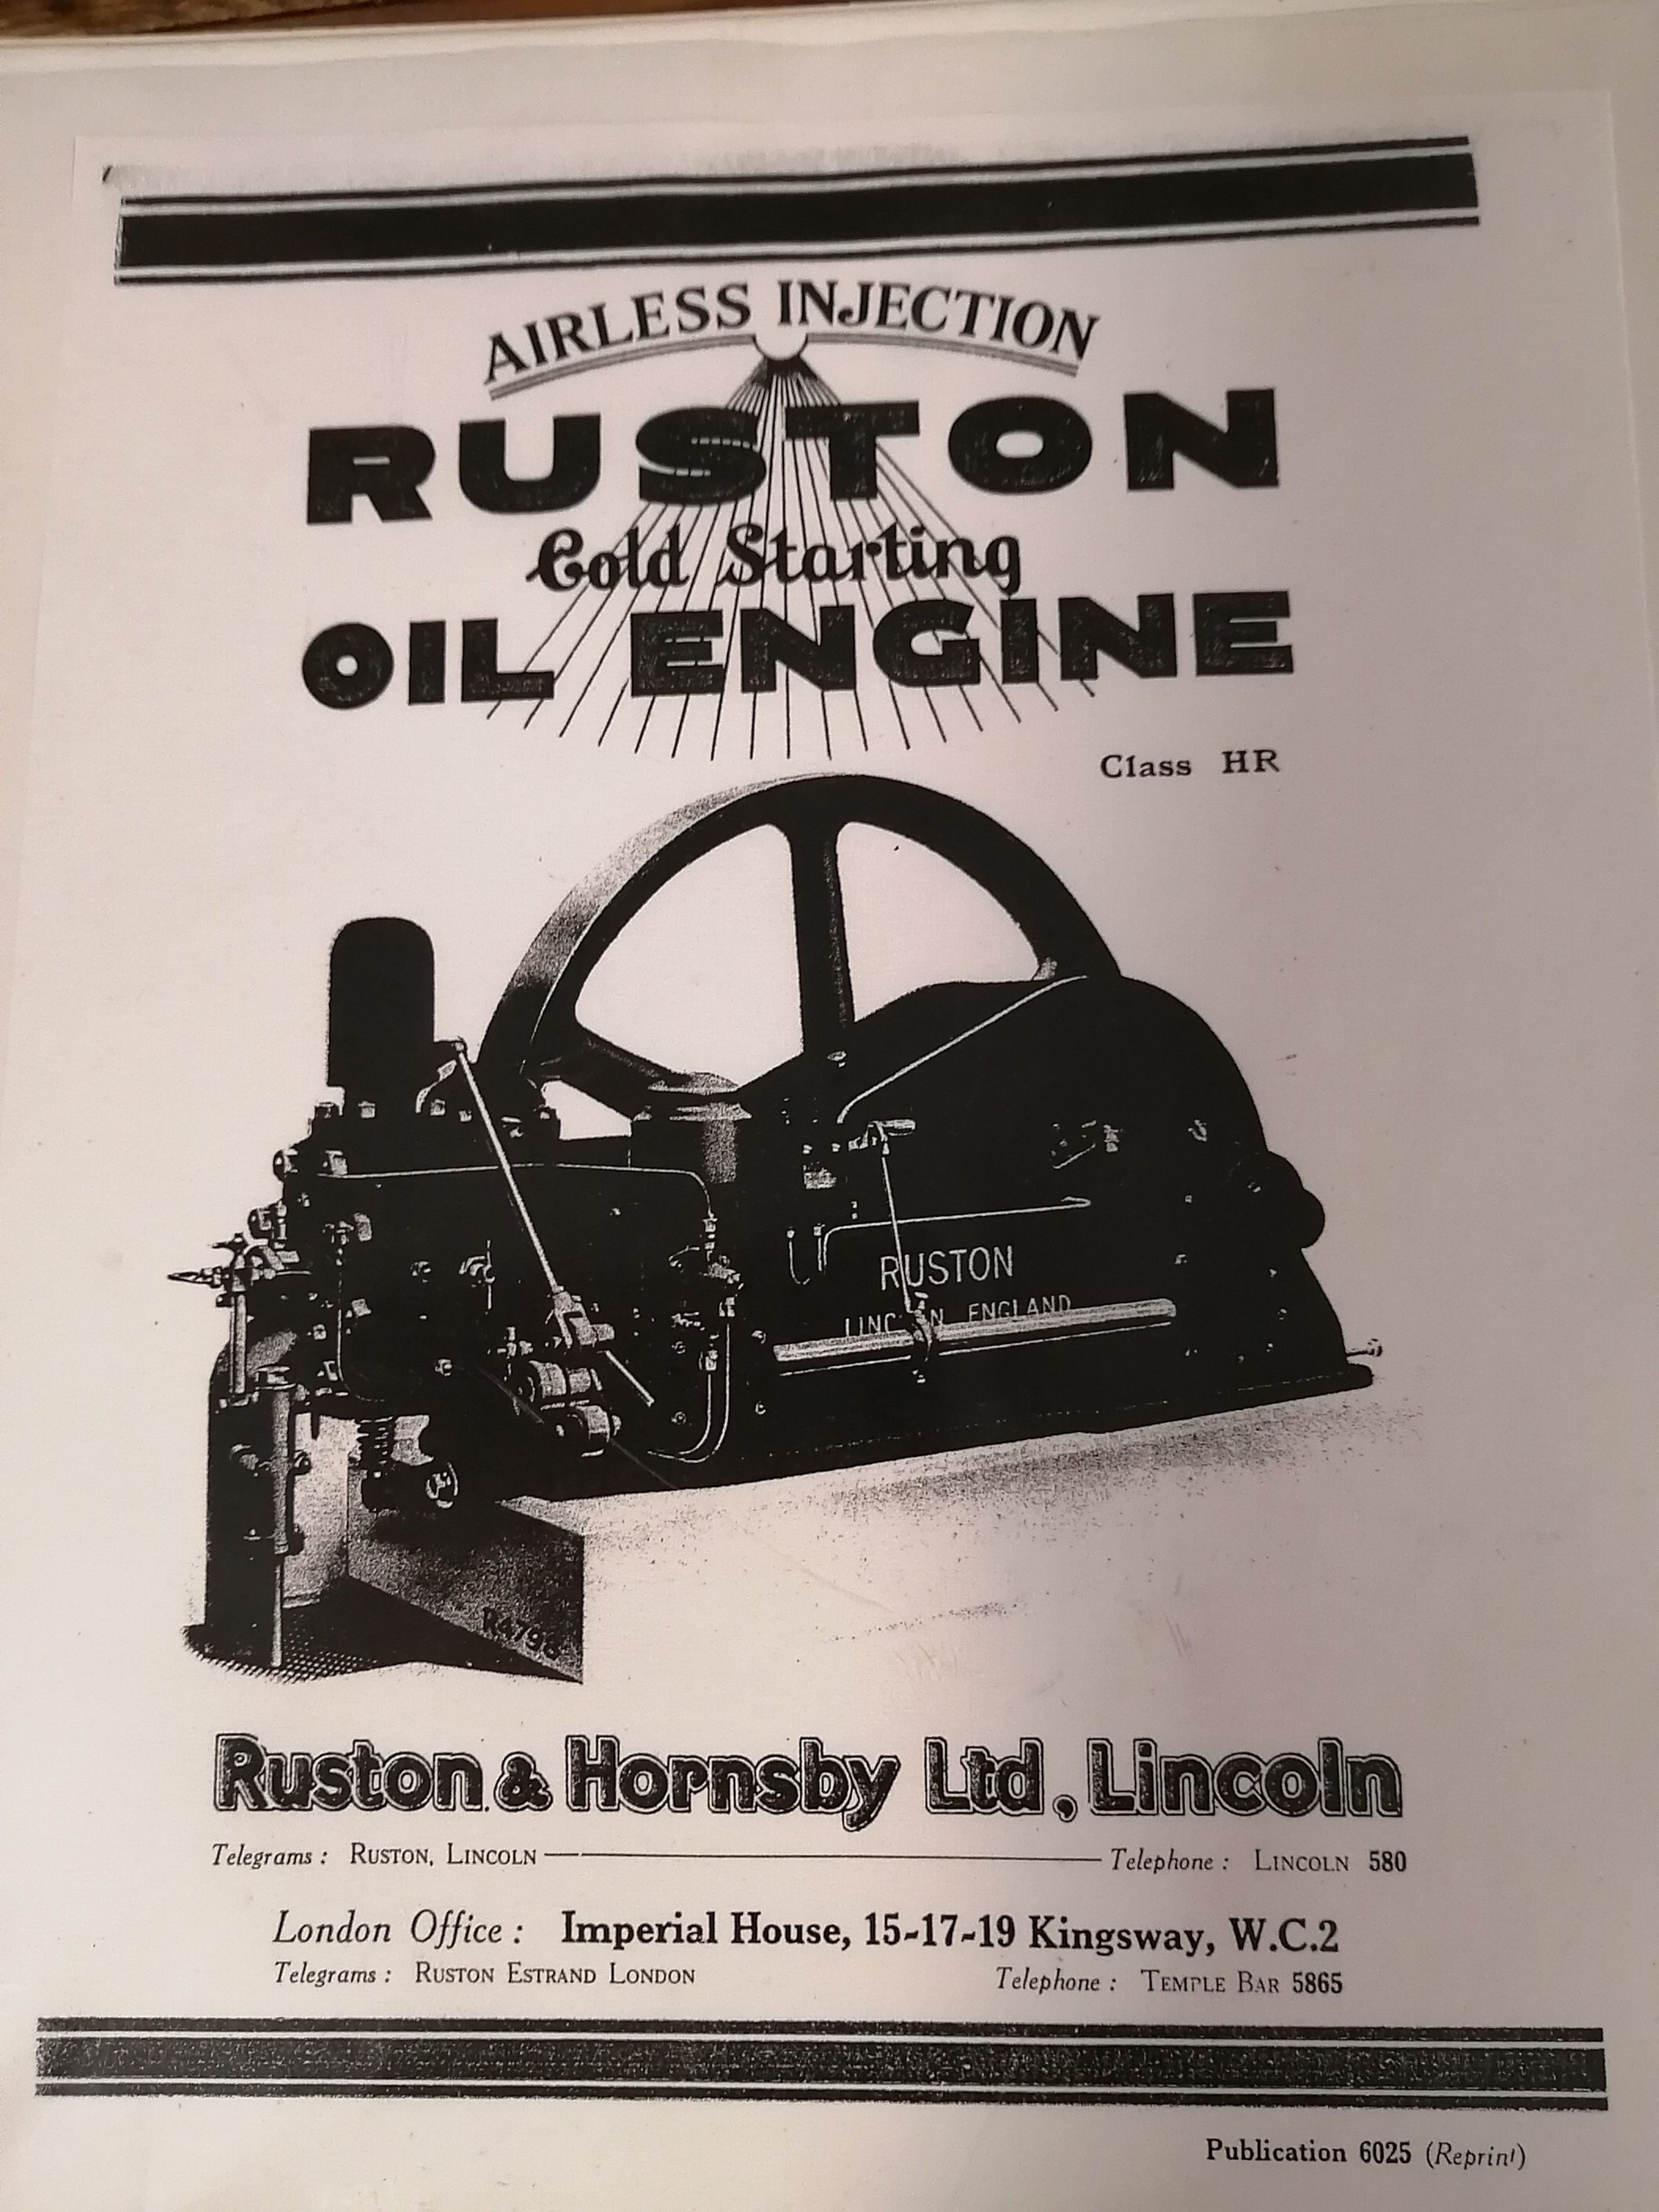 AIRLESS INJECTION
RUSTON
Cold Starting
OIL ENGINE
Class HR
RUSTON
LINC N ENGLAND
Ruston & Hornsby Ltd, Lincoln
Telegrams : RUSTON, LINCOLN Telephone : LINCOLN 580
London Office : Imperial House, 15-17-19 Kingsway, W.C.2
Telegrams : RUSTON ESTRAND LONDON Telephone : TEMPLE BAR 5865
Publication 6025 (Reprint)